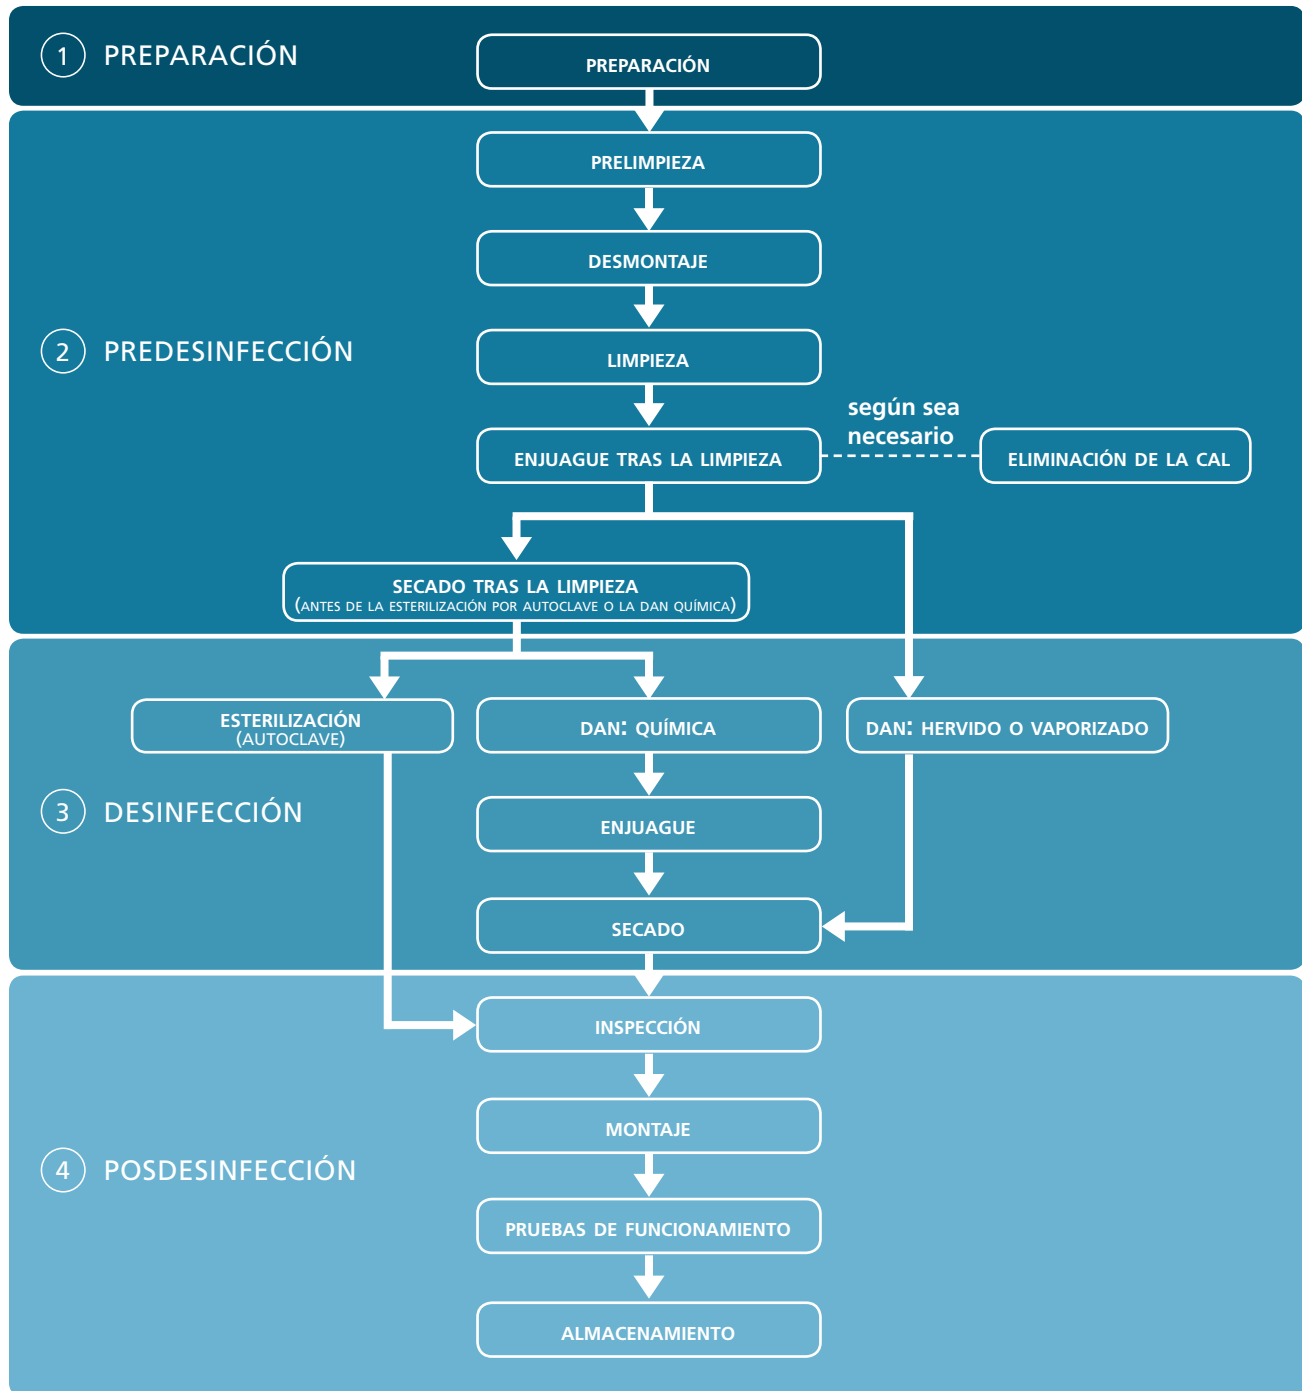 1 PREPARACIÓN
PREPARACIÓN
PRELIMPIEZA
DESMONTAJE
2 PREDESINFECCIÓN
LIMPIEZA
según sea
necesario
ENJUAGUE TRAS LA LIMPIEZA
ELIMINACIÓN DE LA CAL
SECADO TRAS LA LIMPIEZA
(ANTES DE LA ESTERILIZACIÓN POR AUTOCLAVE O LA DAN QUÍMICA)
ESTERILIZACIÓN
(AUTOCLAVE)
DAN: QUÍMICA
DAN: HERVIDO O VAPORIZADO
3 DESINFECCIÓN
ENJUAGUE
SECADO
INSPECCIÓN
MONTAJE
4 POSDESINFECCIÓN
PRUEBAS DE FUNCIONAMIENTO
ALMACENAMIENTO